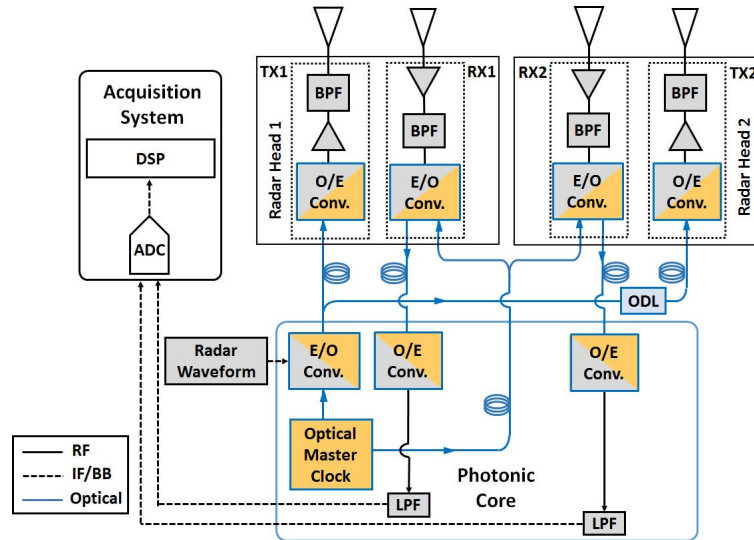 TX1
RX1
RX2
TX2
Acquisition
System
BPF
BPF
BPF
BPF
Radar Head 1
Radar Head 2
DSP
O/E
Conv.
E/O
Conv.
E/O
Conv.
O/E
Conv.
ADC
ODL
Radar
Waveform
E/O
Conv.
O/E
Conv.
O/E
Conv.
Optical
Master
Clock
RF
IF/BB
Optical
Photonic
Core
LPF
LPF